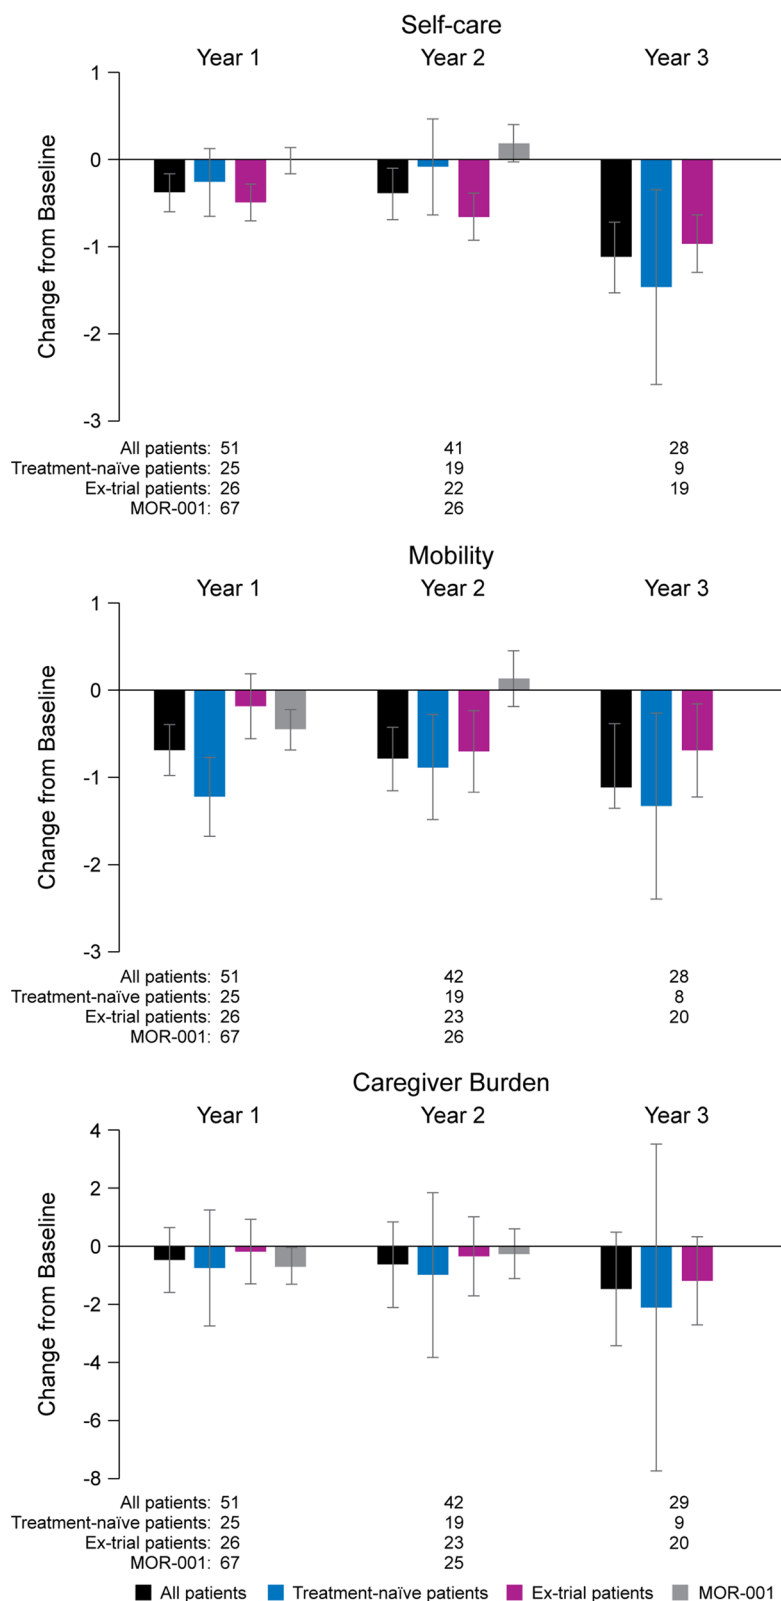 Self-care
Year 1 Year 2 Year 3
1
0
-1
-2
-3
Change from Baseline
All patients: 51 41 28
Treatment-naïve patients: 25 19 9
Ex-trial patients: 26 22 19
MOR-001: 67 26
Mobility
Year 1 Year 2 Year 3
1
0
-1
-2
-3
Change from Baseline
All patients: 51 42 28
Treatment-naïve patients: 25 19 8
Ex-trial patients: 26 23 20
MOR-001: 67 26
Caregiver Burden
Year 1 Year 2 Year 3
4
2
0
-2
-4
-6
-8
Change from Baseline
All patients: 51 42 29
Treatment-naïve patients: 25 19 9
Ex-trial patients: 26 23 20
MOR-001: 67 25
All patients Treatment-naïve patients Ex-trial patients MOR-001